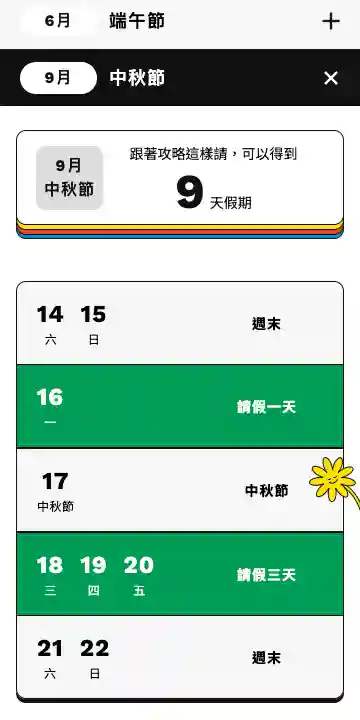 6月 端午節
9月 中秋節
9月
中秋節
跟著攻略這樣請，可以得到
9 天假期
14 15 週末
六 日
16 請假一天
一
17 中秋節
中秋節
18 19 20 請假三天
三 四 五
21 22 週末
六 日